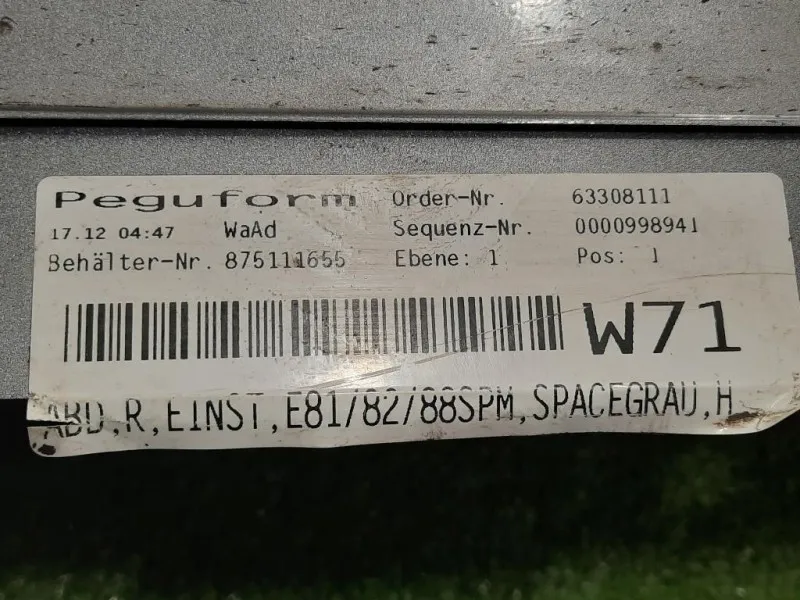 Peguform Order-Nr. 63308111
17.12 04:47 WaAd Sequenz-Nr. 0000998941
Behälter-Nr. 875111655 Ebene: 1 Pos: 1
W71
ABD,R,EINST,E81/82/88SPM,SPACEGRAU,H